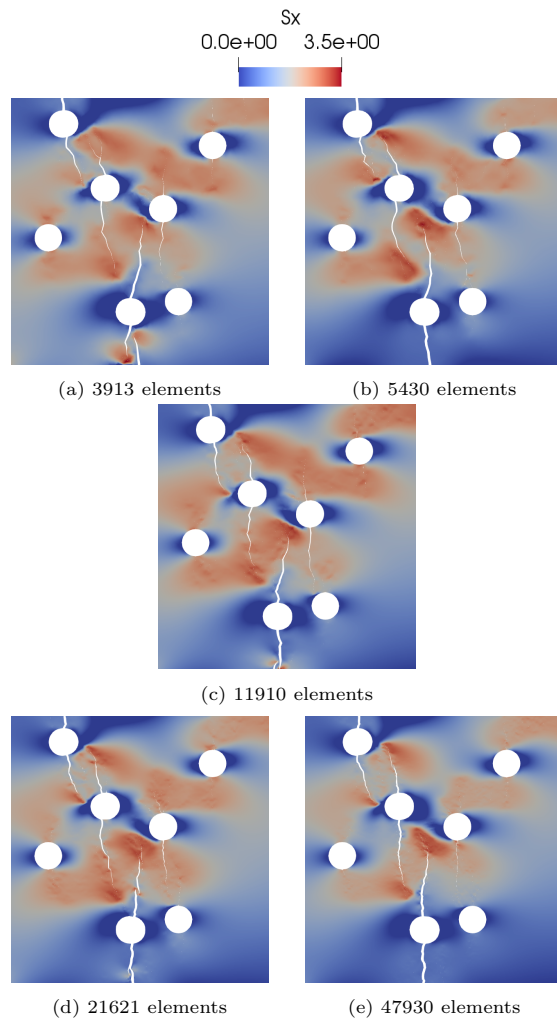 Sx
0.0e+00 3.5e+00
(a) 3913 elements
(b) 5430 elements
(c) 11910 elements
(d) 21621 elements
(e) 47930 elements